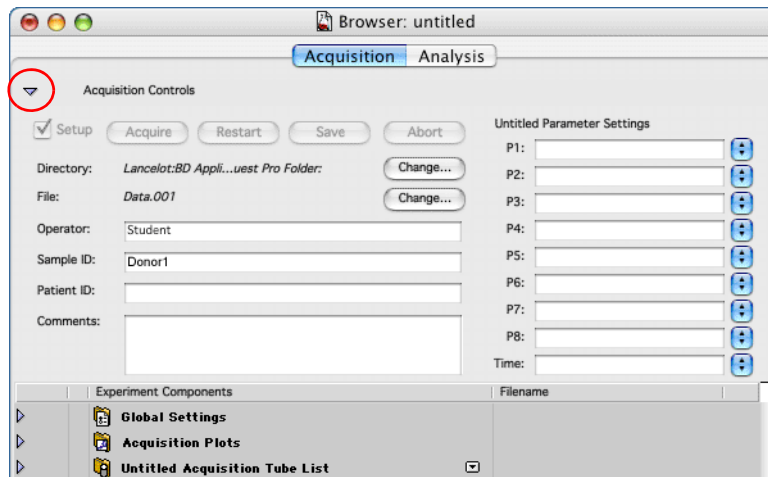 Browser: untitled
Acquisition Analysis
Acquisition Controls
Setup Acquire Restart Save Abort
Directory: Lancelot:BD Appli...uest Pro Folder: Change...
File: Data.001 Change...
Operator: Student
Sample ID: Donor1
Patient ID:
Comments:
Untitled Parameter Settings
P1:
P2:
P3:
P4:
P5:
P6:
P7:
P8:
Time:
Experiment Components Filename
Global Settings
Acquisition Plots
Untitled Acquisition Tube List